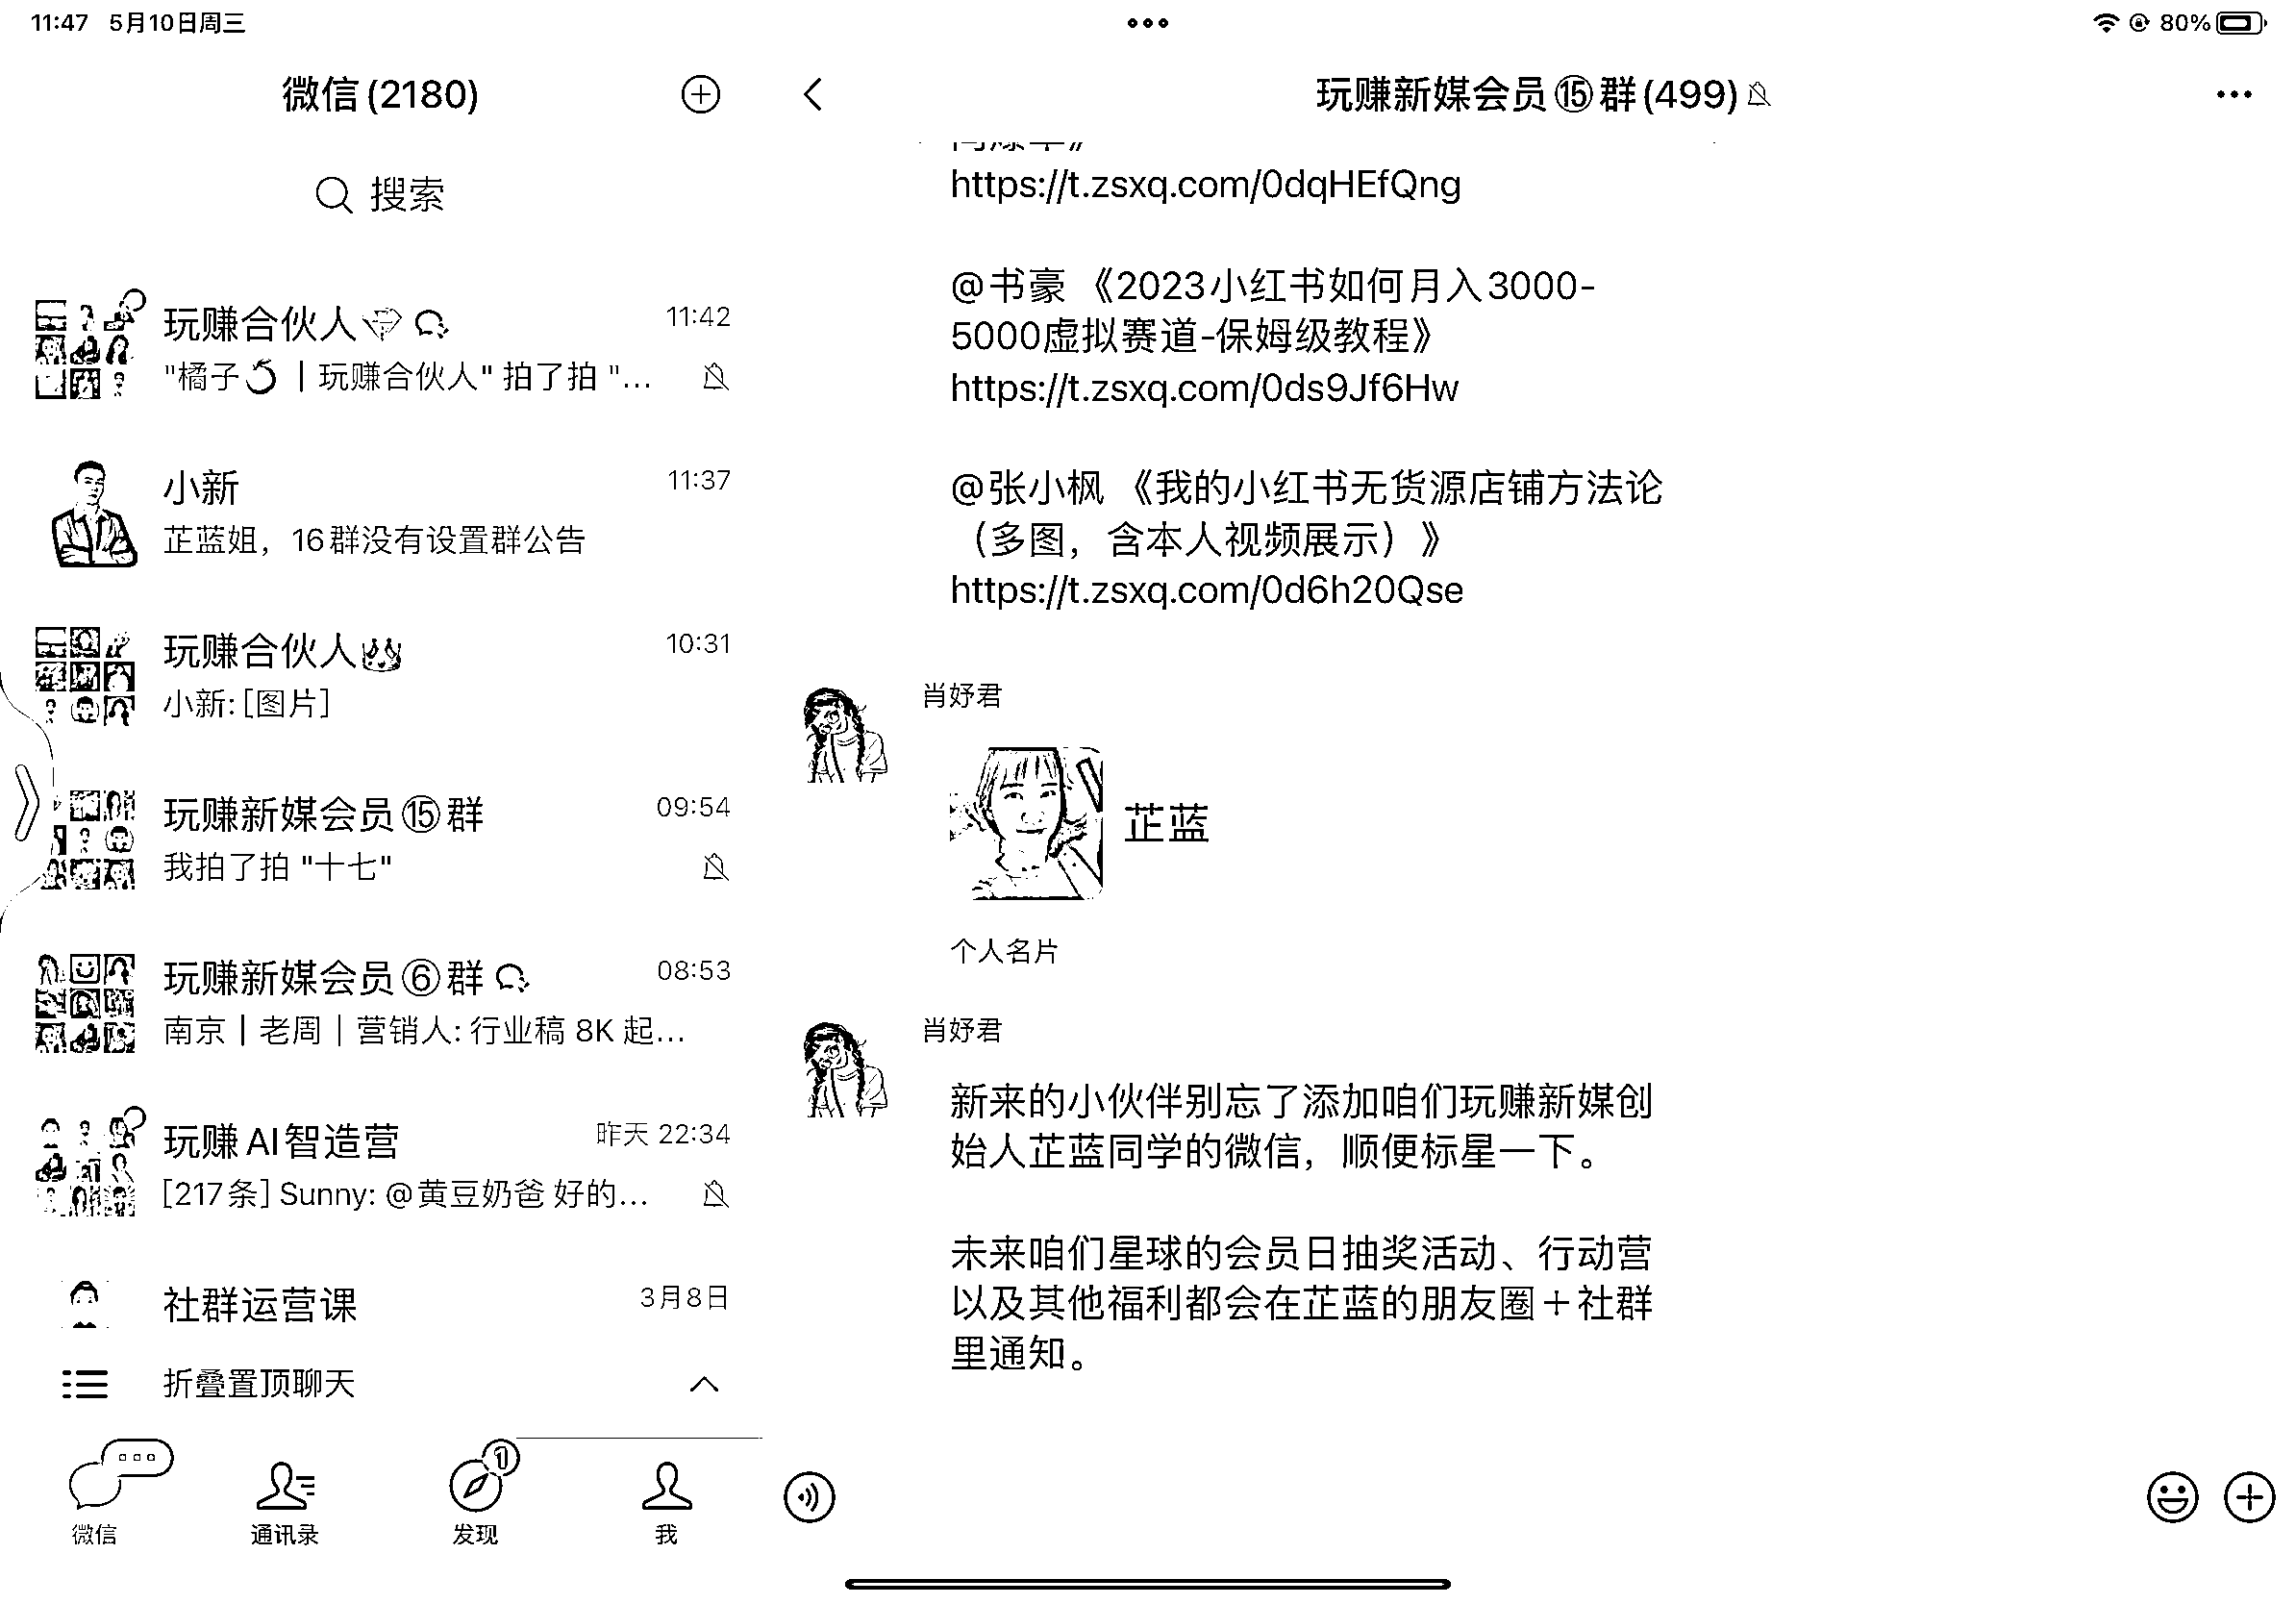 11:47 5月10日周三
80%
微信(2180)
搜索
玩赚合伙人
11:42
"橘子 | 玩赚合伙人" 拍了拍 "...
小新
11:37
芷蓝姐，16群没有设置群公告
玩赚合伙人
10:31
小新: [图片]
玩赚新媒会员⑮群
09:54
我拍了拍 "十七"
玩赚新媒会员⑥群
08:53
南京 | 老周 | 营销人: 行业稿 8K 起...
玩赚AI智造营
昨天 22:34
[217条] Sunny: @黄豆奶爸 好的...
社群运营课
3月8日
折叠置顶聊天
微信
通讯录
1
发现
我
玩赚新媒会员⑮群(499)
https://t.zsxq.com/0dqHEfQng
@书豪 《2023小红书如何月入3000-
5000虚拟赛道-保姆级教程》
https://t.zsxq.com/0ds9Jf6Hw
@张小枫 《我的小红书无货源店铺方法论
（多图，含本人视频展示）》
https://t.zsxq.com/0d6h20Qse
肖妤君
芷蓝
个人名片
肖妤君
新来的小伙伴别忘了添加咱们玩赚新媒创
始人芷蓝同学的微信，顺便标星一下。
未来咱们星球的会员日抽奖活动、行动营
以及其他福利都会在芷蓝的朋友圈＋社群
里通知。